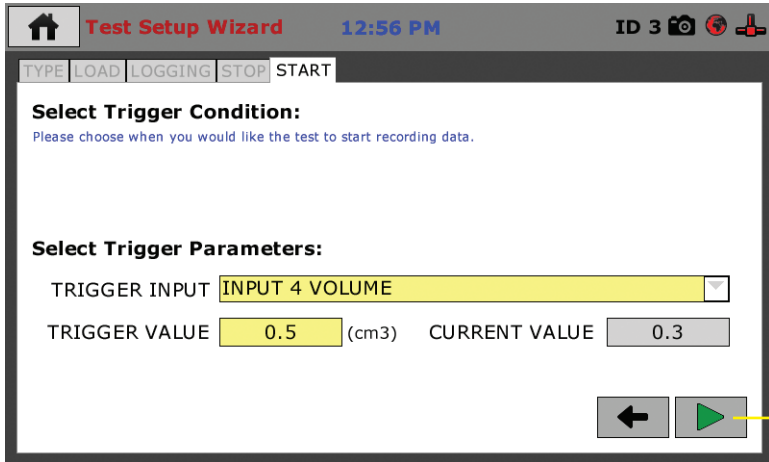 Test Setup Wizard 12:56 PM ID 3
TYPE LOAD LOGGING STOP START
Select Trigger Condition:
Please choose when you would like the test to start recording data.
Select Trigger Parameters:
TRIGGER INPUT INPUT 4 VOLUME
TRIGGER VALUE 0.5 (cm3) CURRENT VALUE 0.3